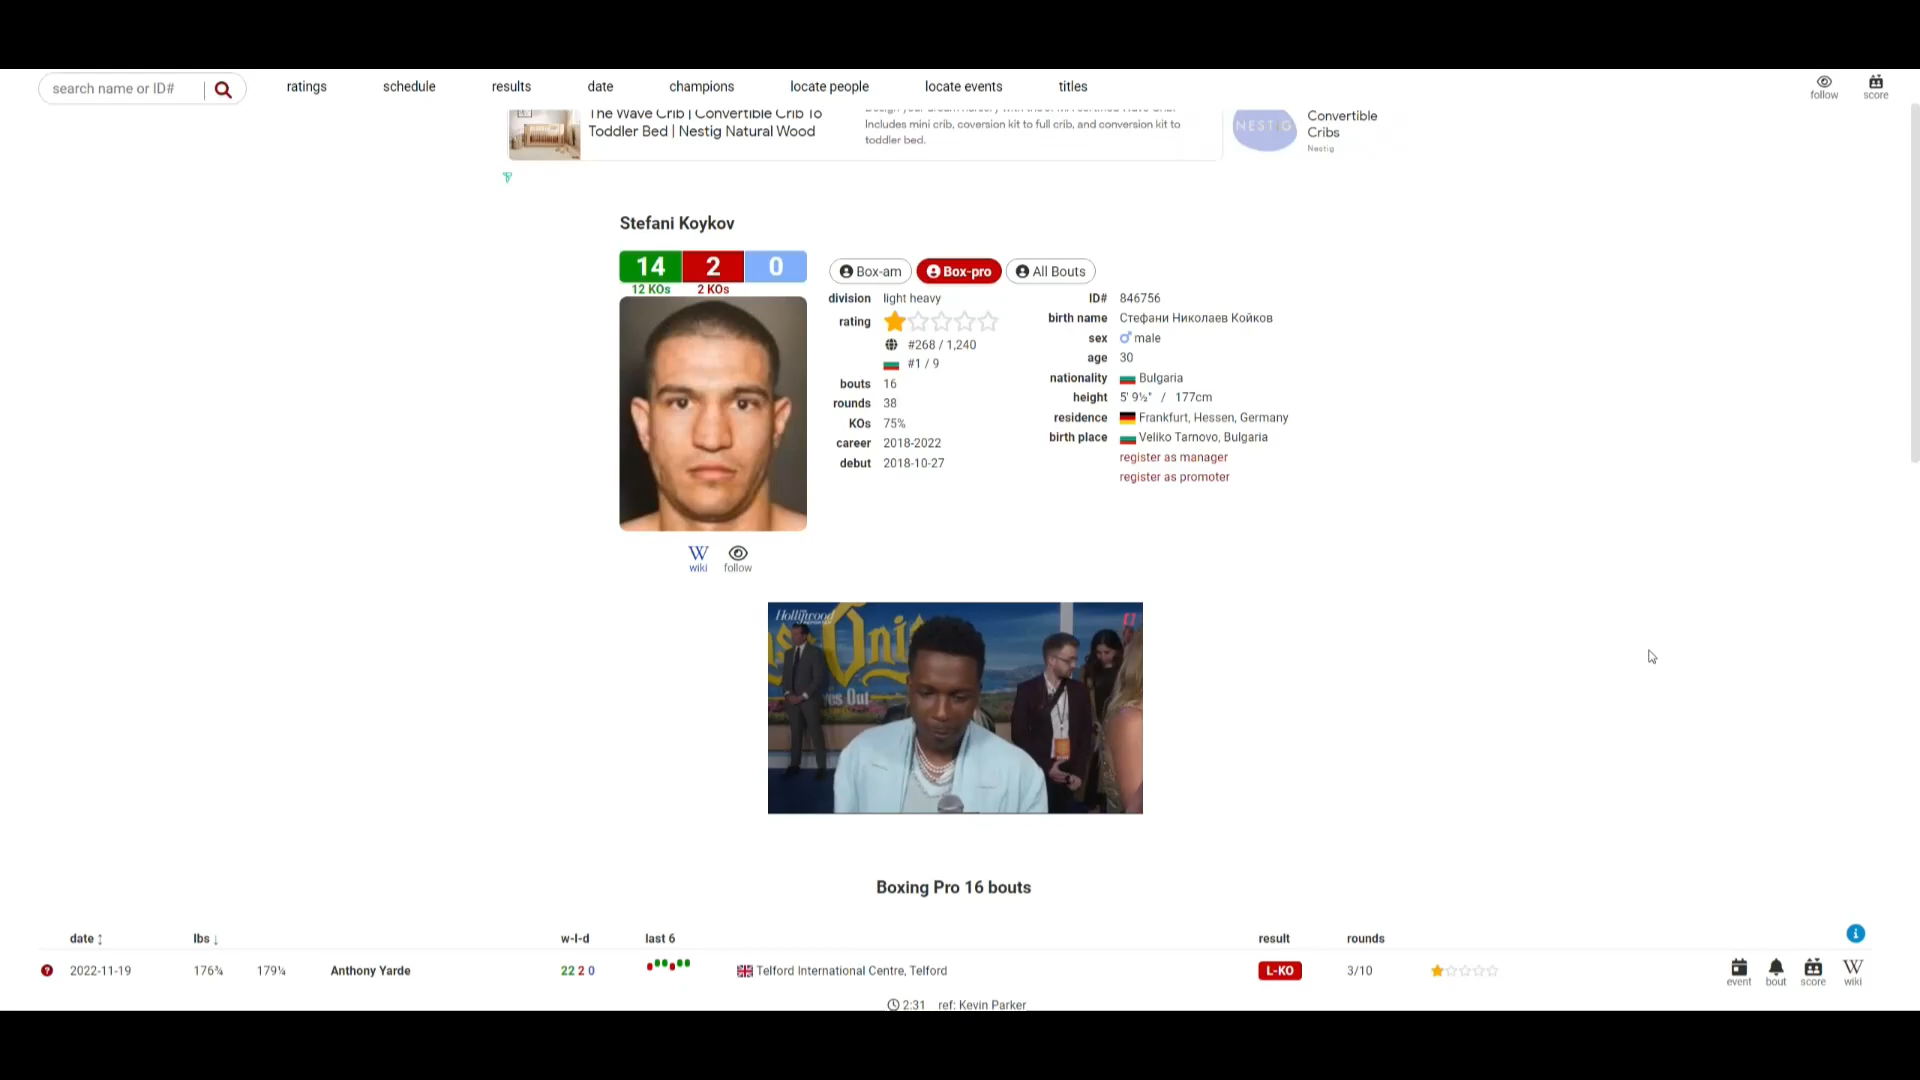 search name or ID#
ratings
schedule
results
date
champions
locate people
locate events
titles
follow
score
The Wave Crib | Convertible Crib To
Toddler Bed | Nestig Natural Wood
Includes mini crib, coversion kit to full crib, and conversion kit to
toddler bed.
NESTIG
Convertible
Cribs
Nestig
Stefani Koykov
14 2 0
12 KOs 2 KOs
Box-am Box-pro All Bouts
division light heavy
rating
#268 / 1,240
#1 / 9
bouts 16
rounds 38
KOs 75%
career 2018-2022
debut 2018-10-27
ID# 846756
birth name Стефани Николаев Койков
sex male
age 30
nationality Bulgaria
height 5' 9½" / 177cm
residence Frankfurt, Hessen, Germany
birth place Veliko Tarnovo, Bulgaria
register as manager
register as promoter
W
wiki follow
Hollywood
Onio
es Out
Boxing Pro 16 bouts
date lbs w-l-d last 6 result rounds
2022-11-19 176¾ 179¼ Anthony Yarde 22 2 0 Telford International Centre, Telford L-KO 3/10
event bout score wiki
2:31 ref: Kevin Parker